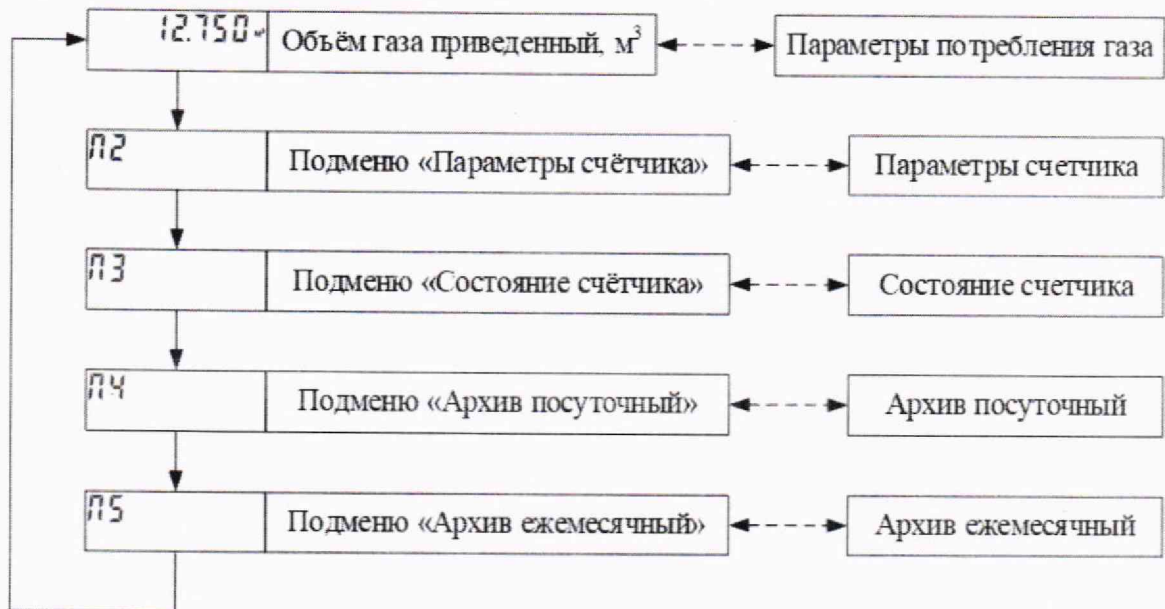 12.750 м³ Объём газа приведенный, м³ Параметры потребления газа
П2 Подменю «Параметры счётчика» Параметры счетчика
П3 Подменю «Состояние счётчика» Состояние счетчика
П4 Подменю «Архив посуточный» Архив посуточный
П5 Подменю «Архив ежемесячный» Архив ежемесячный